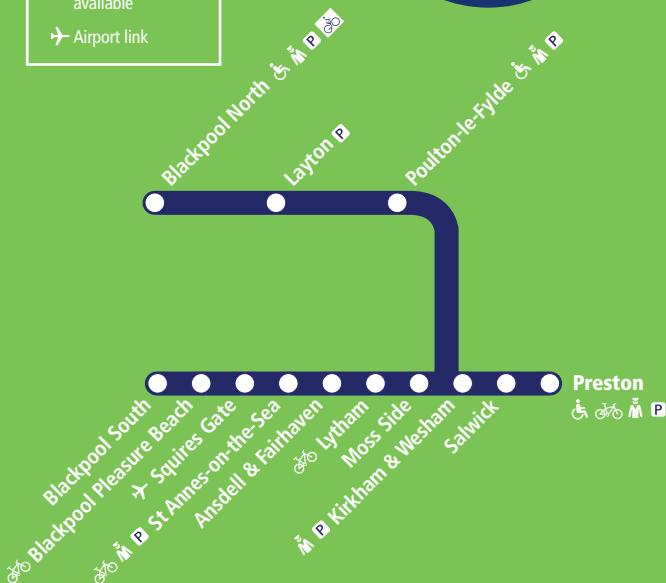 available
Airport link
Blackpool North P
Layton P
Poulton-le-Fylde P
Preston
P
Blackpool South
Blackpool Pleasure Beach
Squires Gate
P St Annes-on-the-Sea
Ansdell & Fairhaven
Lytham
Moss Side
P Kirkham & Wesham
Salwick